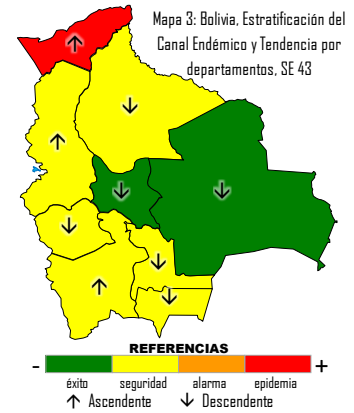 Mapa 3: Bolivia, Estratificación del
Canal Endémico y Tendencia por
departamentos, SE 43
REFERENCIAS
- +
éxito seguridad alarma epidemia
↑ Ascendente ↓ Descendente